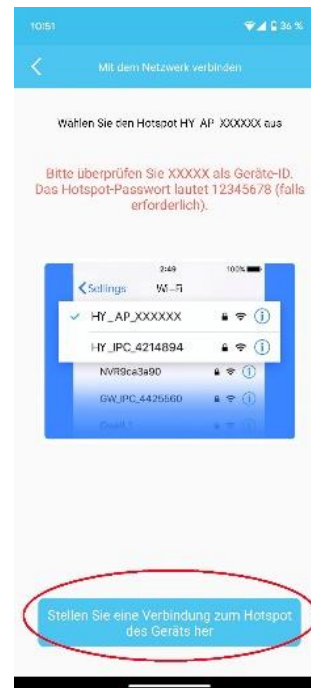 10:51 36 %
Mit dem Netzwerk verbinden
Wählen Sie den Hotspot HY_AP_XXXXXX aus
Bitte überprüfen Sie XXXXX als Geräte-ID.
Das Hotspot-Passwort lautet 12345678 (falls
erforderlich).
2:49 100%
Settings Wi-Fi
HY_AP_XXXXXX
HY_IPC_4214894
NVR9ca3a90
GW_IPC_4425560
Stellen Sie eine Verbindung zum Hotspot
des Geräts her